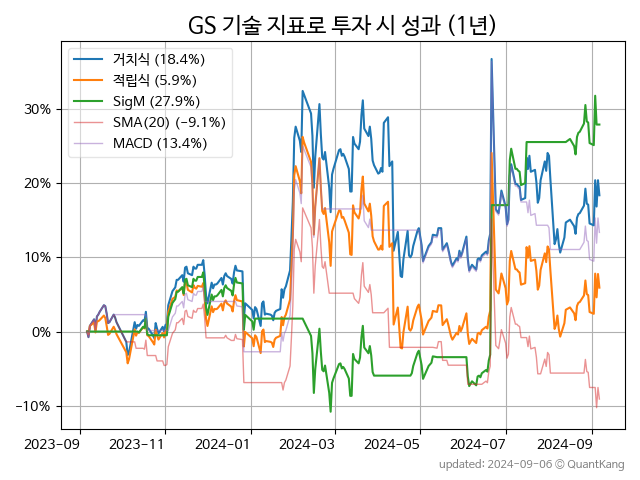 GS 기술 지표로 투자 시 성과 (1년)
거치식 (18.4%)
적립식 (5.9%)
SigM (27.9%)
SMA(20) (−9.1%)
MACD (13.4%)
30%
20%
10%
0%
−10%
2023-09 2023-11 2024-01 2024-03 2024-05 2024-07 2024-09
updated: 2024-09-06 © QuantKang